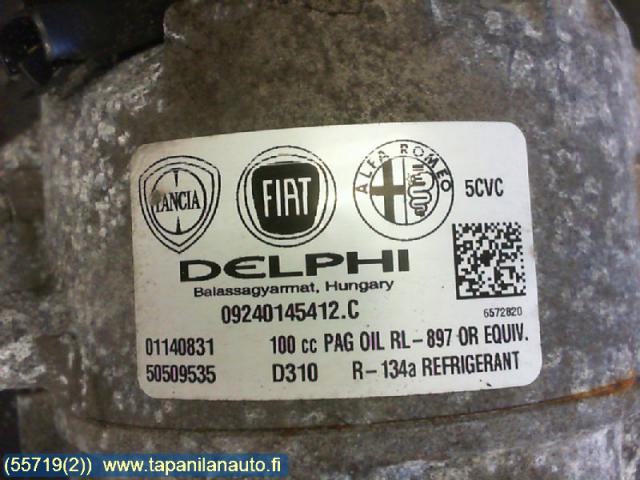 LANCIA
FIAT
ALFA ROMEO
5CVC
DELPHI
Balassagyarmat, Hungary
09240145412.C
6572820
01140831 100 cc PAG OIL RL-897 OR EQUIV.
50509535 D310 R-134a REFRIGERANT
(55719(2)) www.tapanilanauto.fi